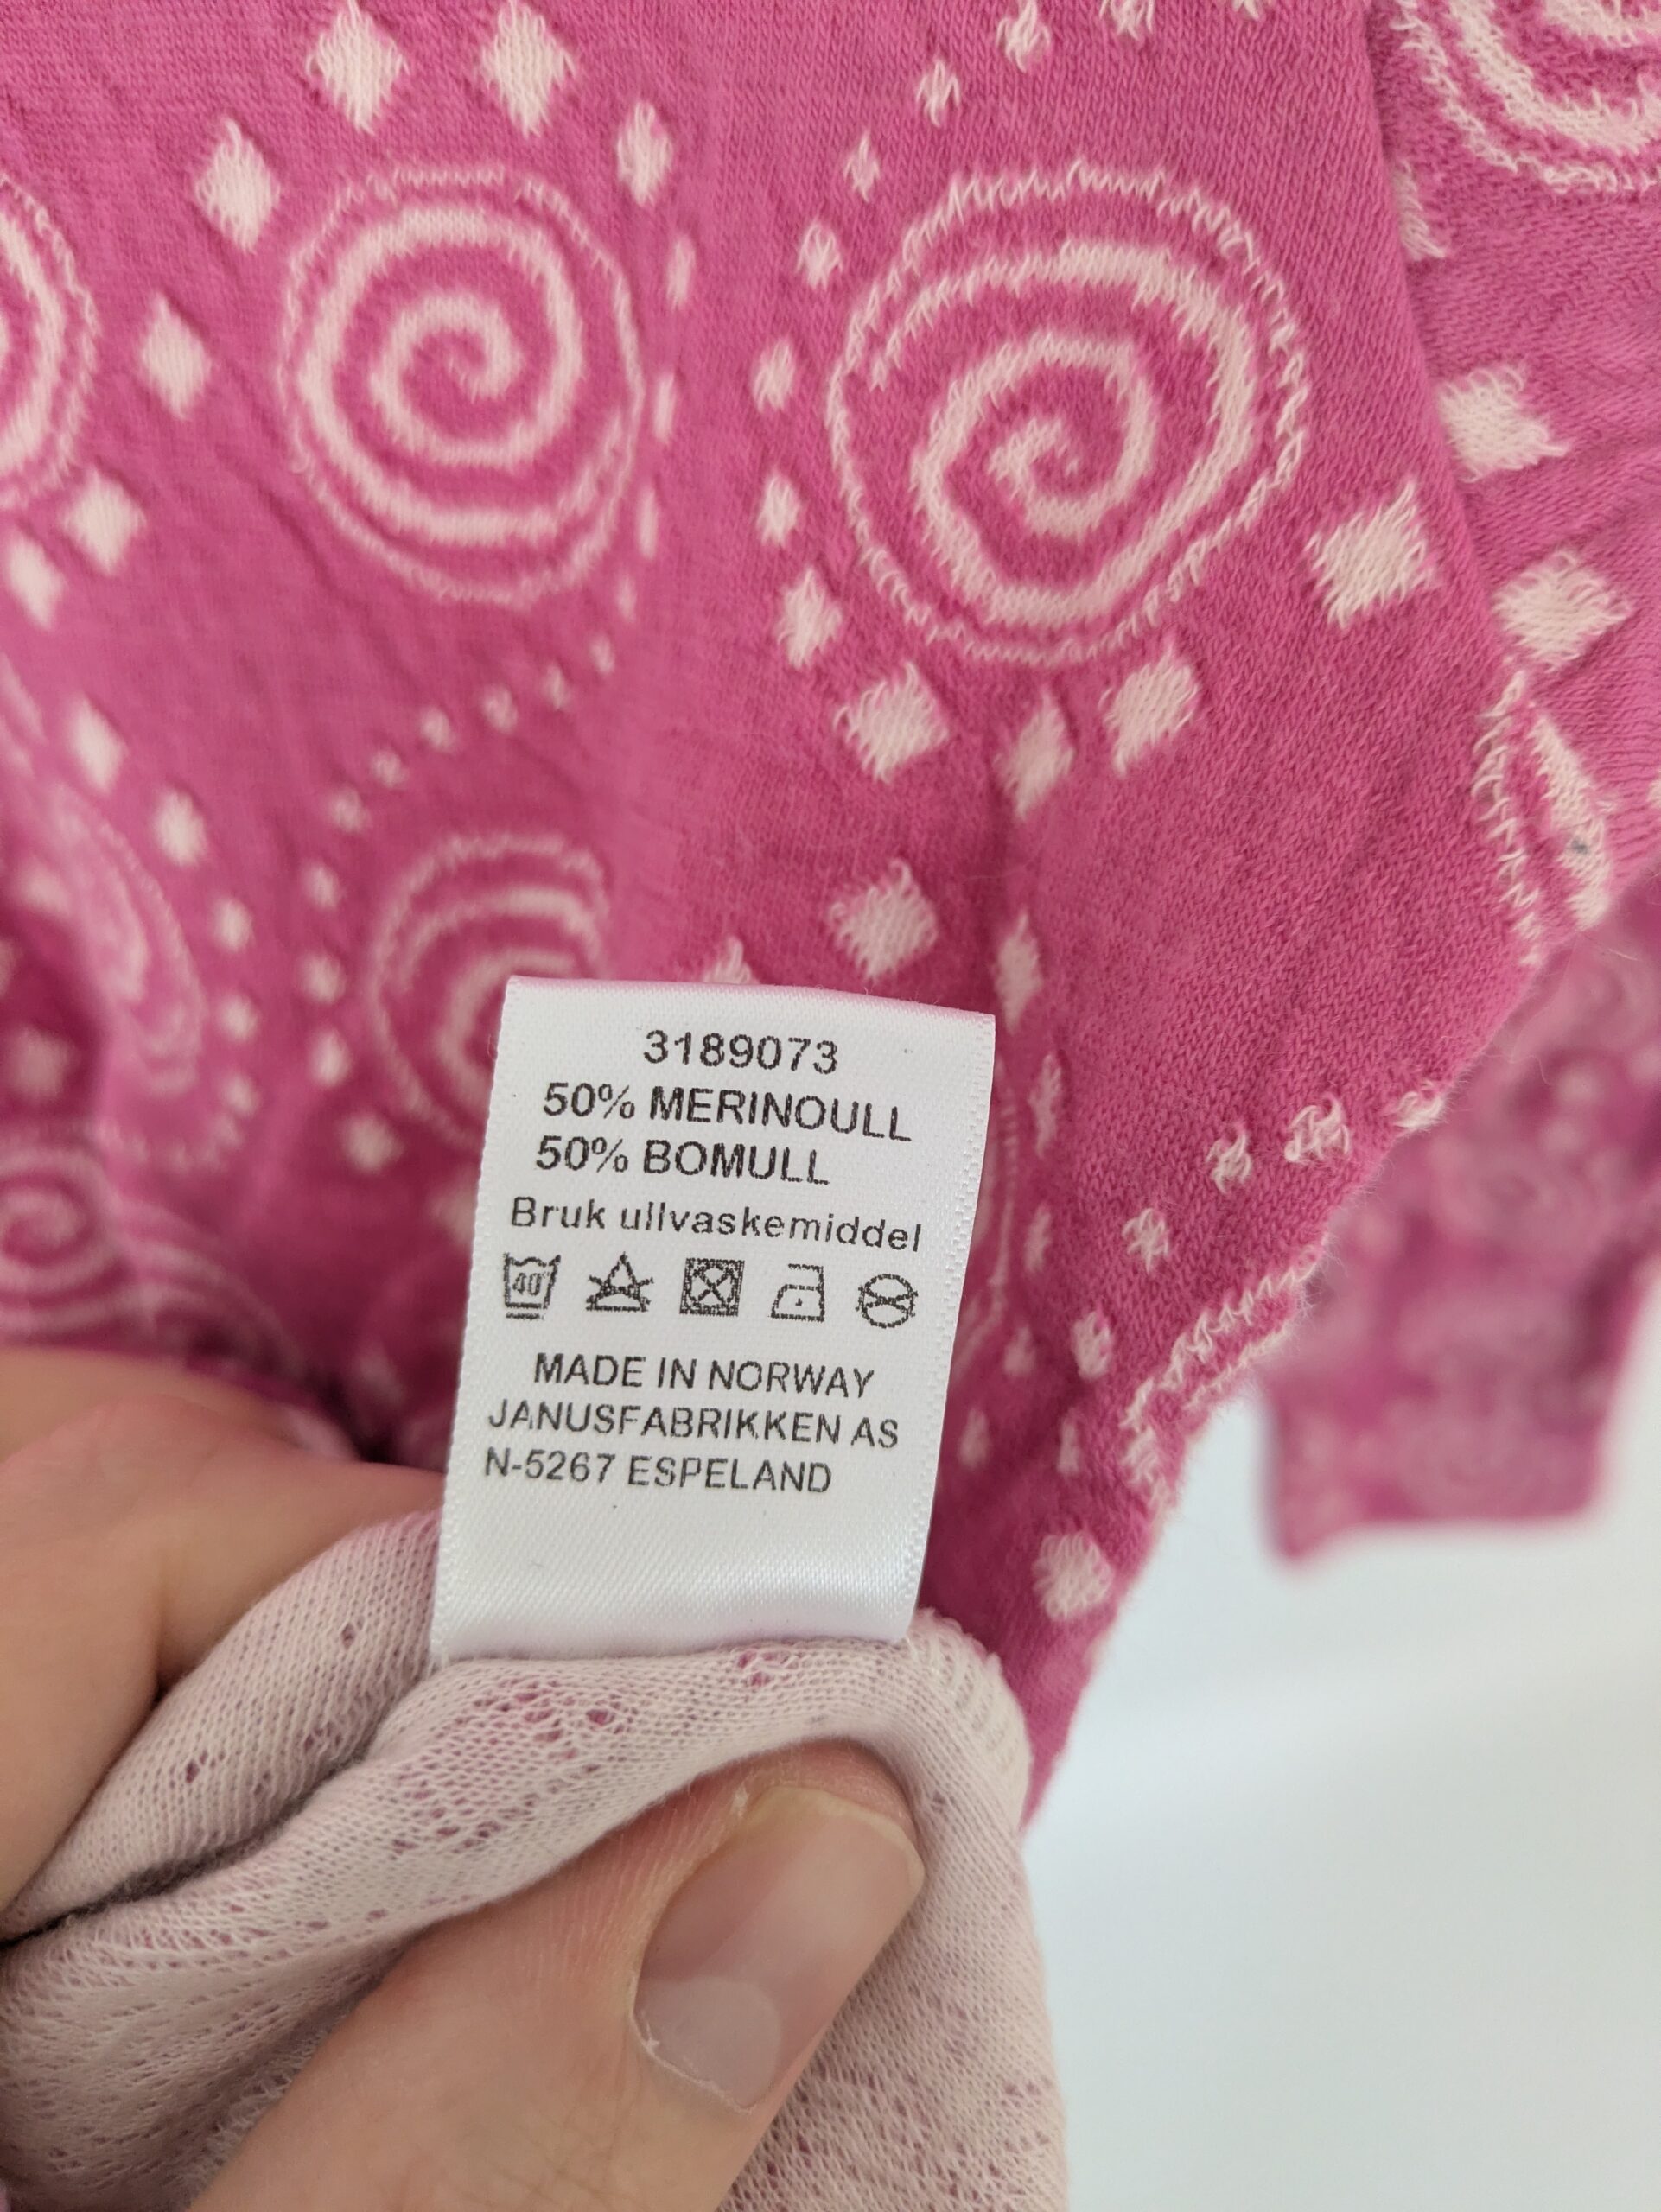 3189073
50% MERINOULL
50% BOMULL
Bruk ullvaskemiddel
40
MADE IN NORWAY
JANUSFABRIKKEN AS
N-5267 ESPELAND